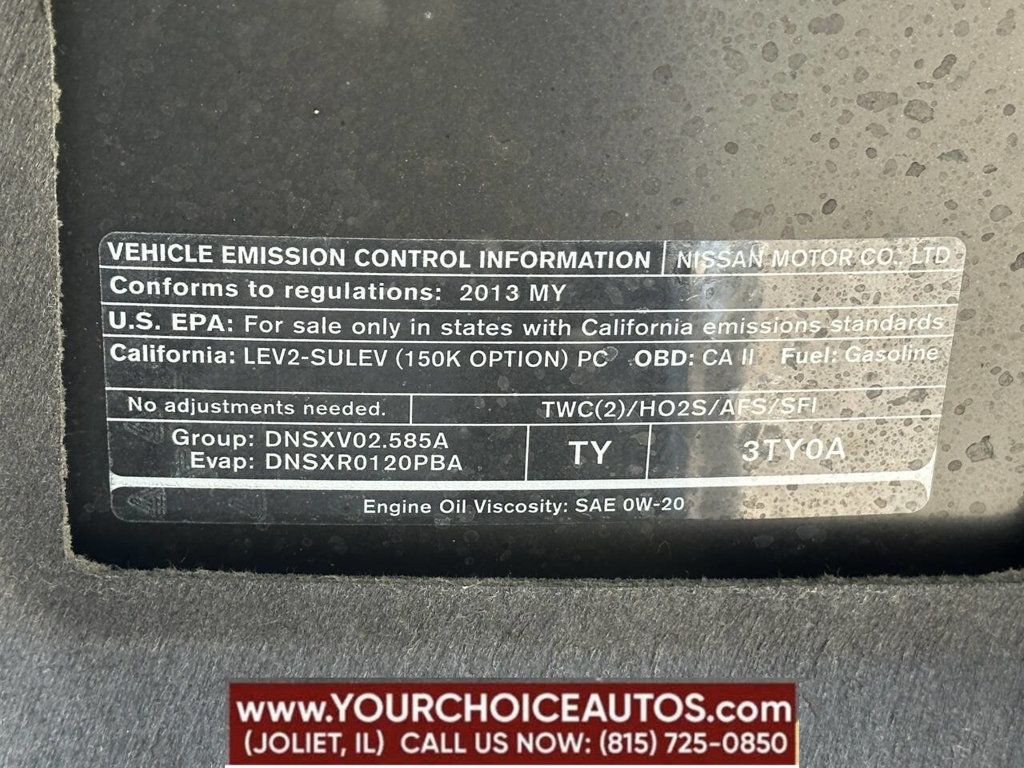 VEHICLE EMISSION CONTROL INFORMATION NISSAN MOTOR CO., LTD
Conforms to regulations: 2013 MY
U.S. EPA: For sale only in states with California emissions standards
California: LEV2-SULEV (150K OPTION) PC OBD: CA II Fuel: Gasoline
No adjustments needed. TWC(2)/HO2S/AFS/SFI
Group: DNSXV02.585A
Evap: DNSXR0120PBA
TY 3TY0A
Engine Oil Viscosity: SAE 0W-20
www.YOURCHOICEAUTOS.com
(JOLIET, IL) CALL US NOW: (815) 725-0850